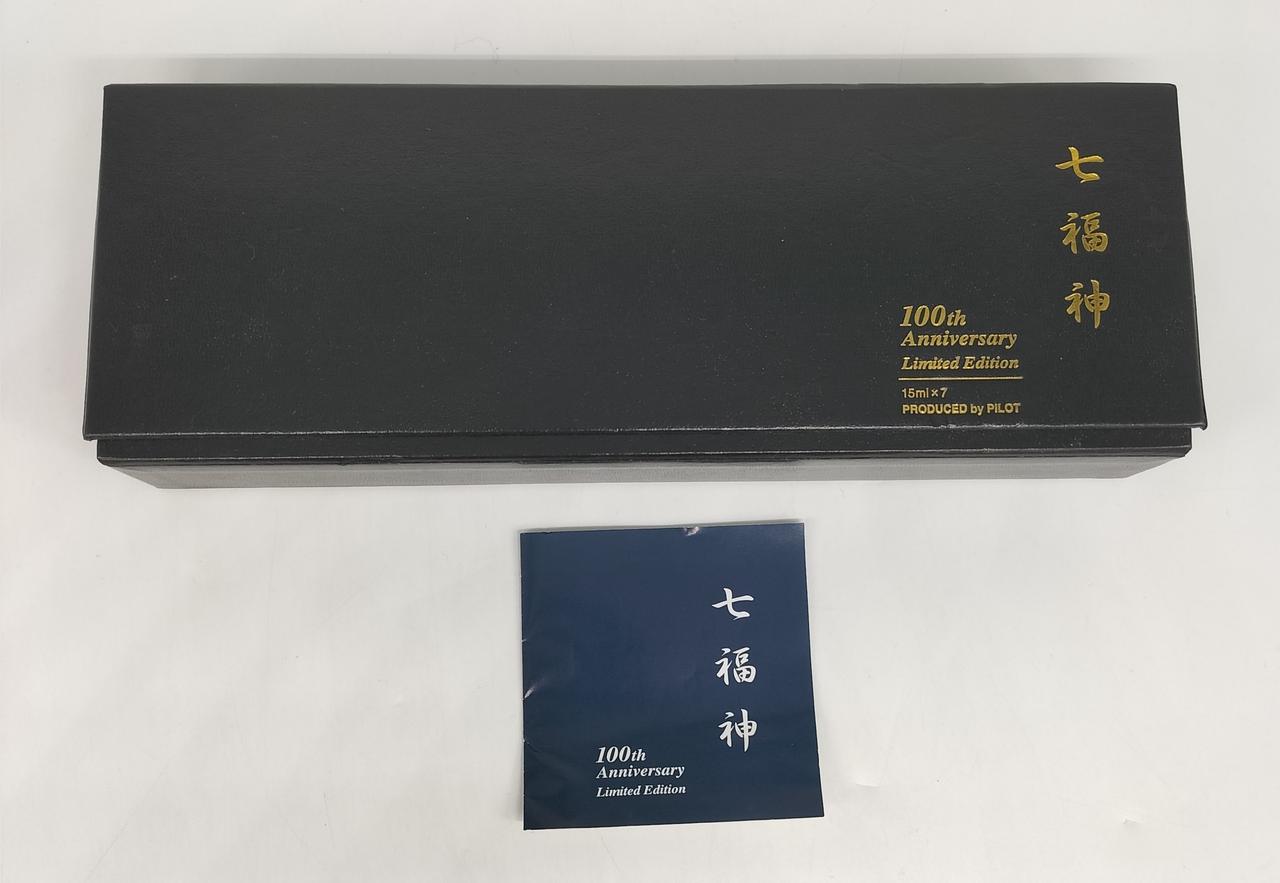 七福神
100th
Anniversary
Limited Edition
15ml×7
PRODUCED by PILOT
七福神
100th
Anniversary
Limited Edition